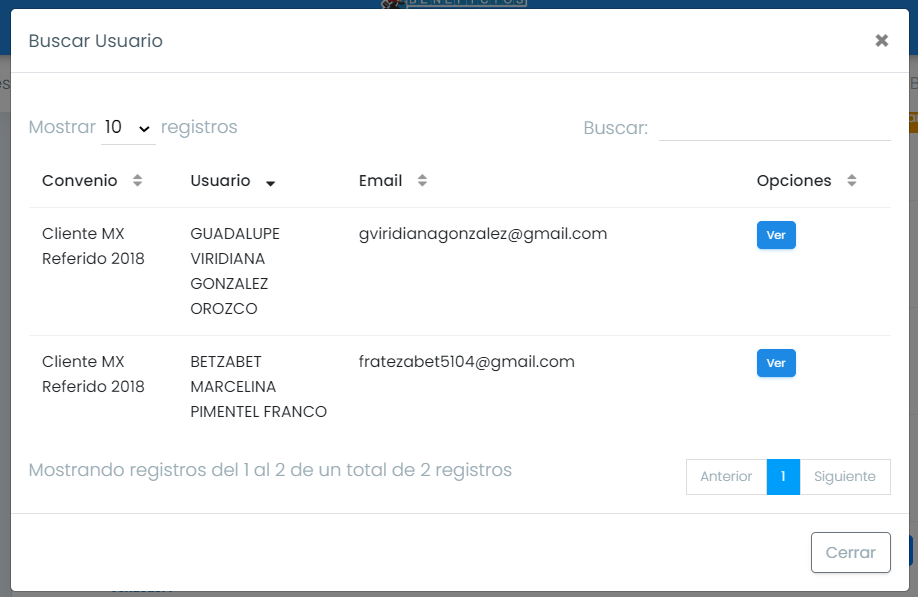 BENEFICIOS
Buscar Usuario ✖
Mostrar 10 registros
Buscar:
Convenio Usuario Email Opciones
Cliente MX
Referido 2018
GUADALUPE
VIRIDIANA
GONZALEZ
OROZCO
gviridianagonzalez@gmail.com
Ver
Cliente MX
Referido 2018
BETZABET
MARCELINA
PIMENTEL FRANCO
fratezabet5104@gmail.com
Ver
Mostrando registros del 1 al 2 de un total de 2 registros
Anterior 1 Siguiente
Cerrar